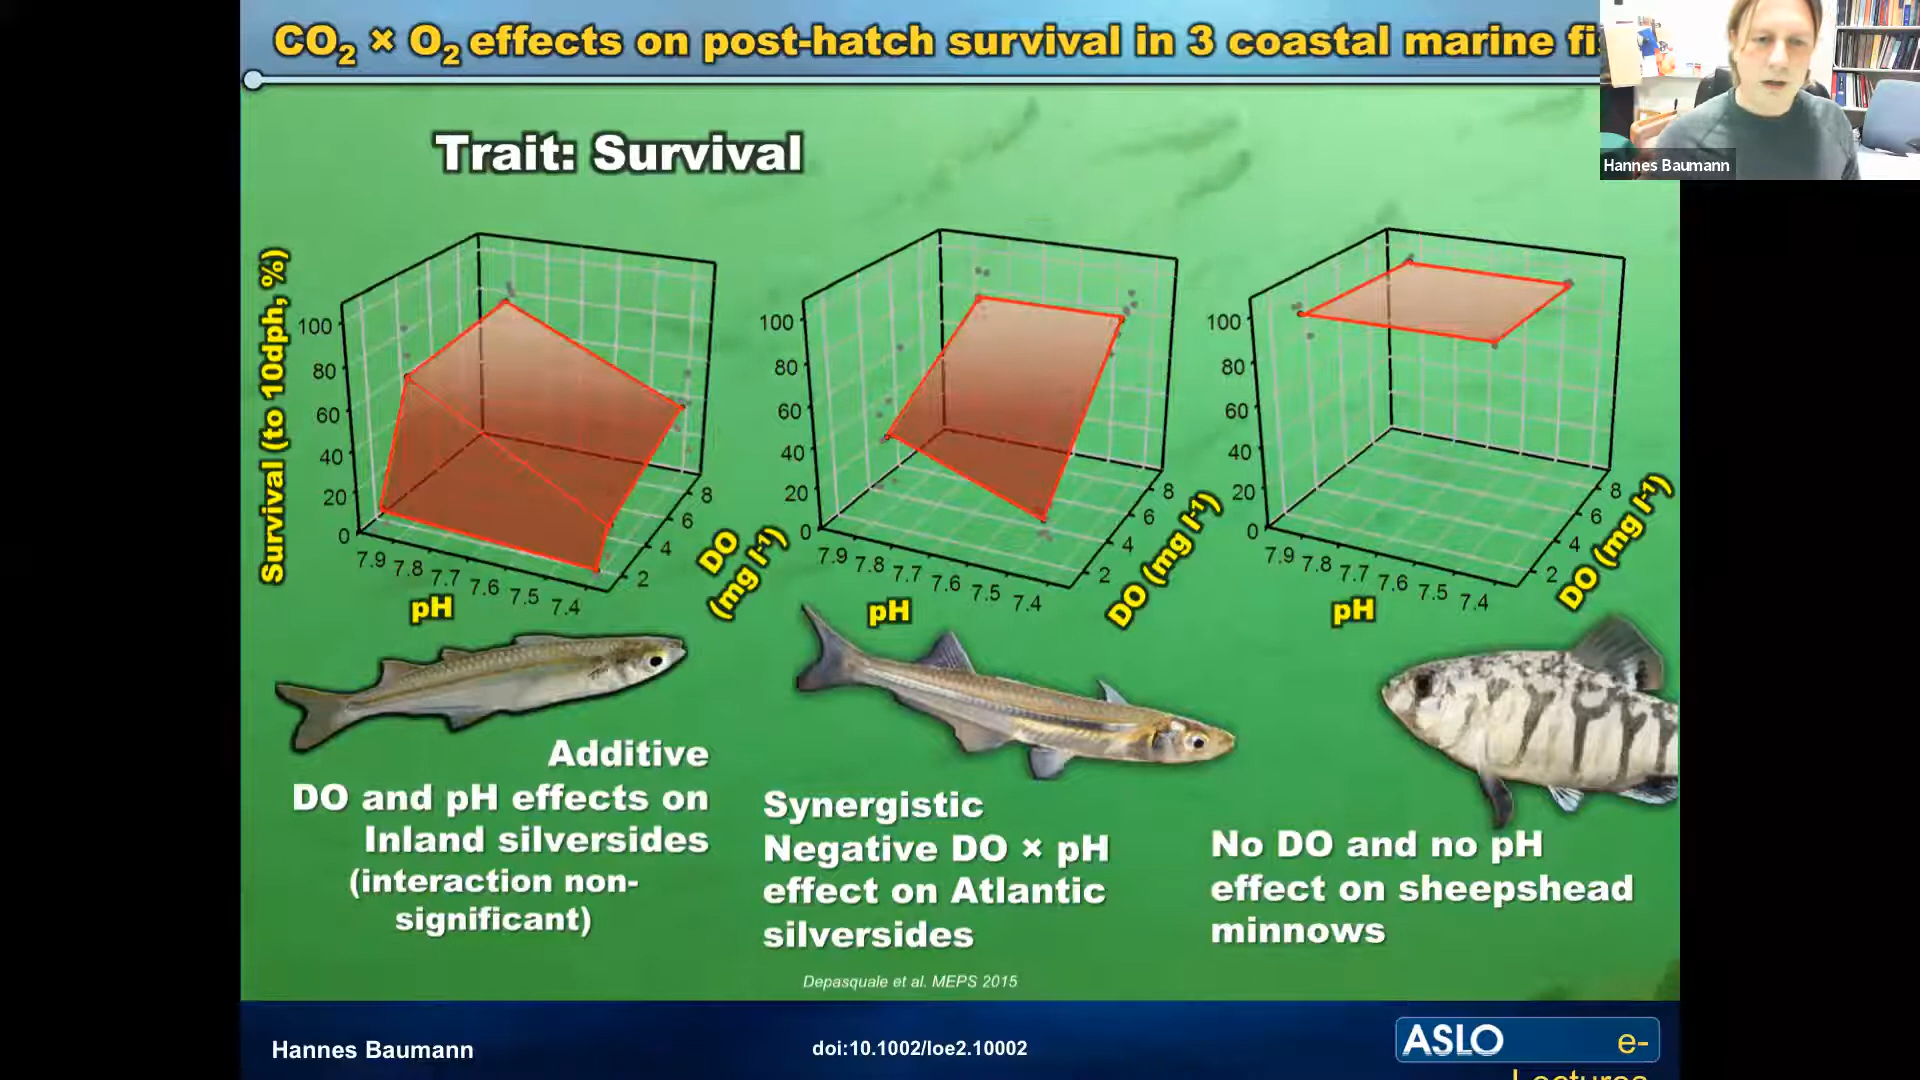 CO2 × O2 effects on post-hatch survival in 3 coastal marine fi
Hannes Baumann
Trait: Survival
Survival (to 10dph, %)
100
80
60
40
20
0
7.9
7.8
7.7
7.6
7.5
7.4
pH
2
4
6
8
DO
(mg l-1)
100
80
60
40
20
0
7.9
7.8
7.7
7.6
7.5
7.4
pH
2
4
6
8
DO (mg l-1)
100
80
60
40
20
0
7.9
7.8
7.7
7.6
7.5
7.4
pH
2
4
6
8
DO (mg l-1)
Additive
DO and pH effects on
Inland silversides
(interaction non-
significant)
Synergistic
Negative DO × pH
effect on Atlantic
silversides
No DO and no pH
effect on sheepshead
minnows
Depasquale et al. MEPS 2015
Hannes Baumann
doi:10.1002/loe2.10002
ASLO
e-
Lectures